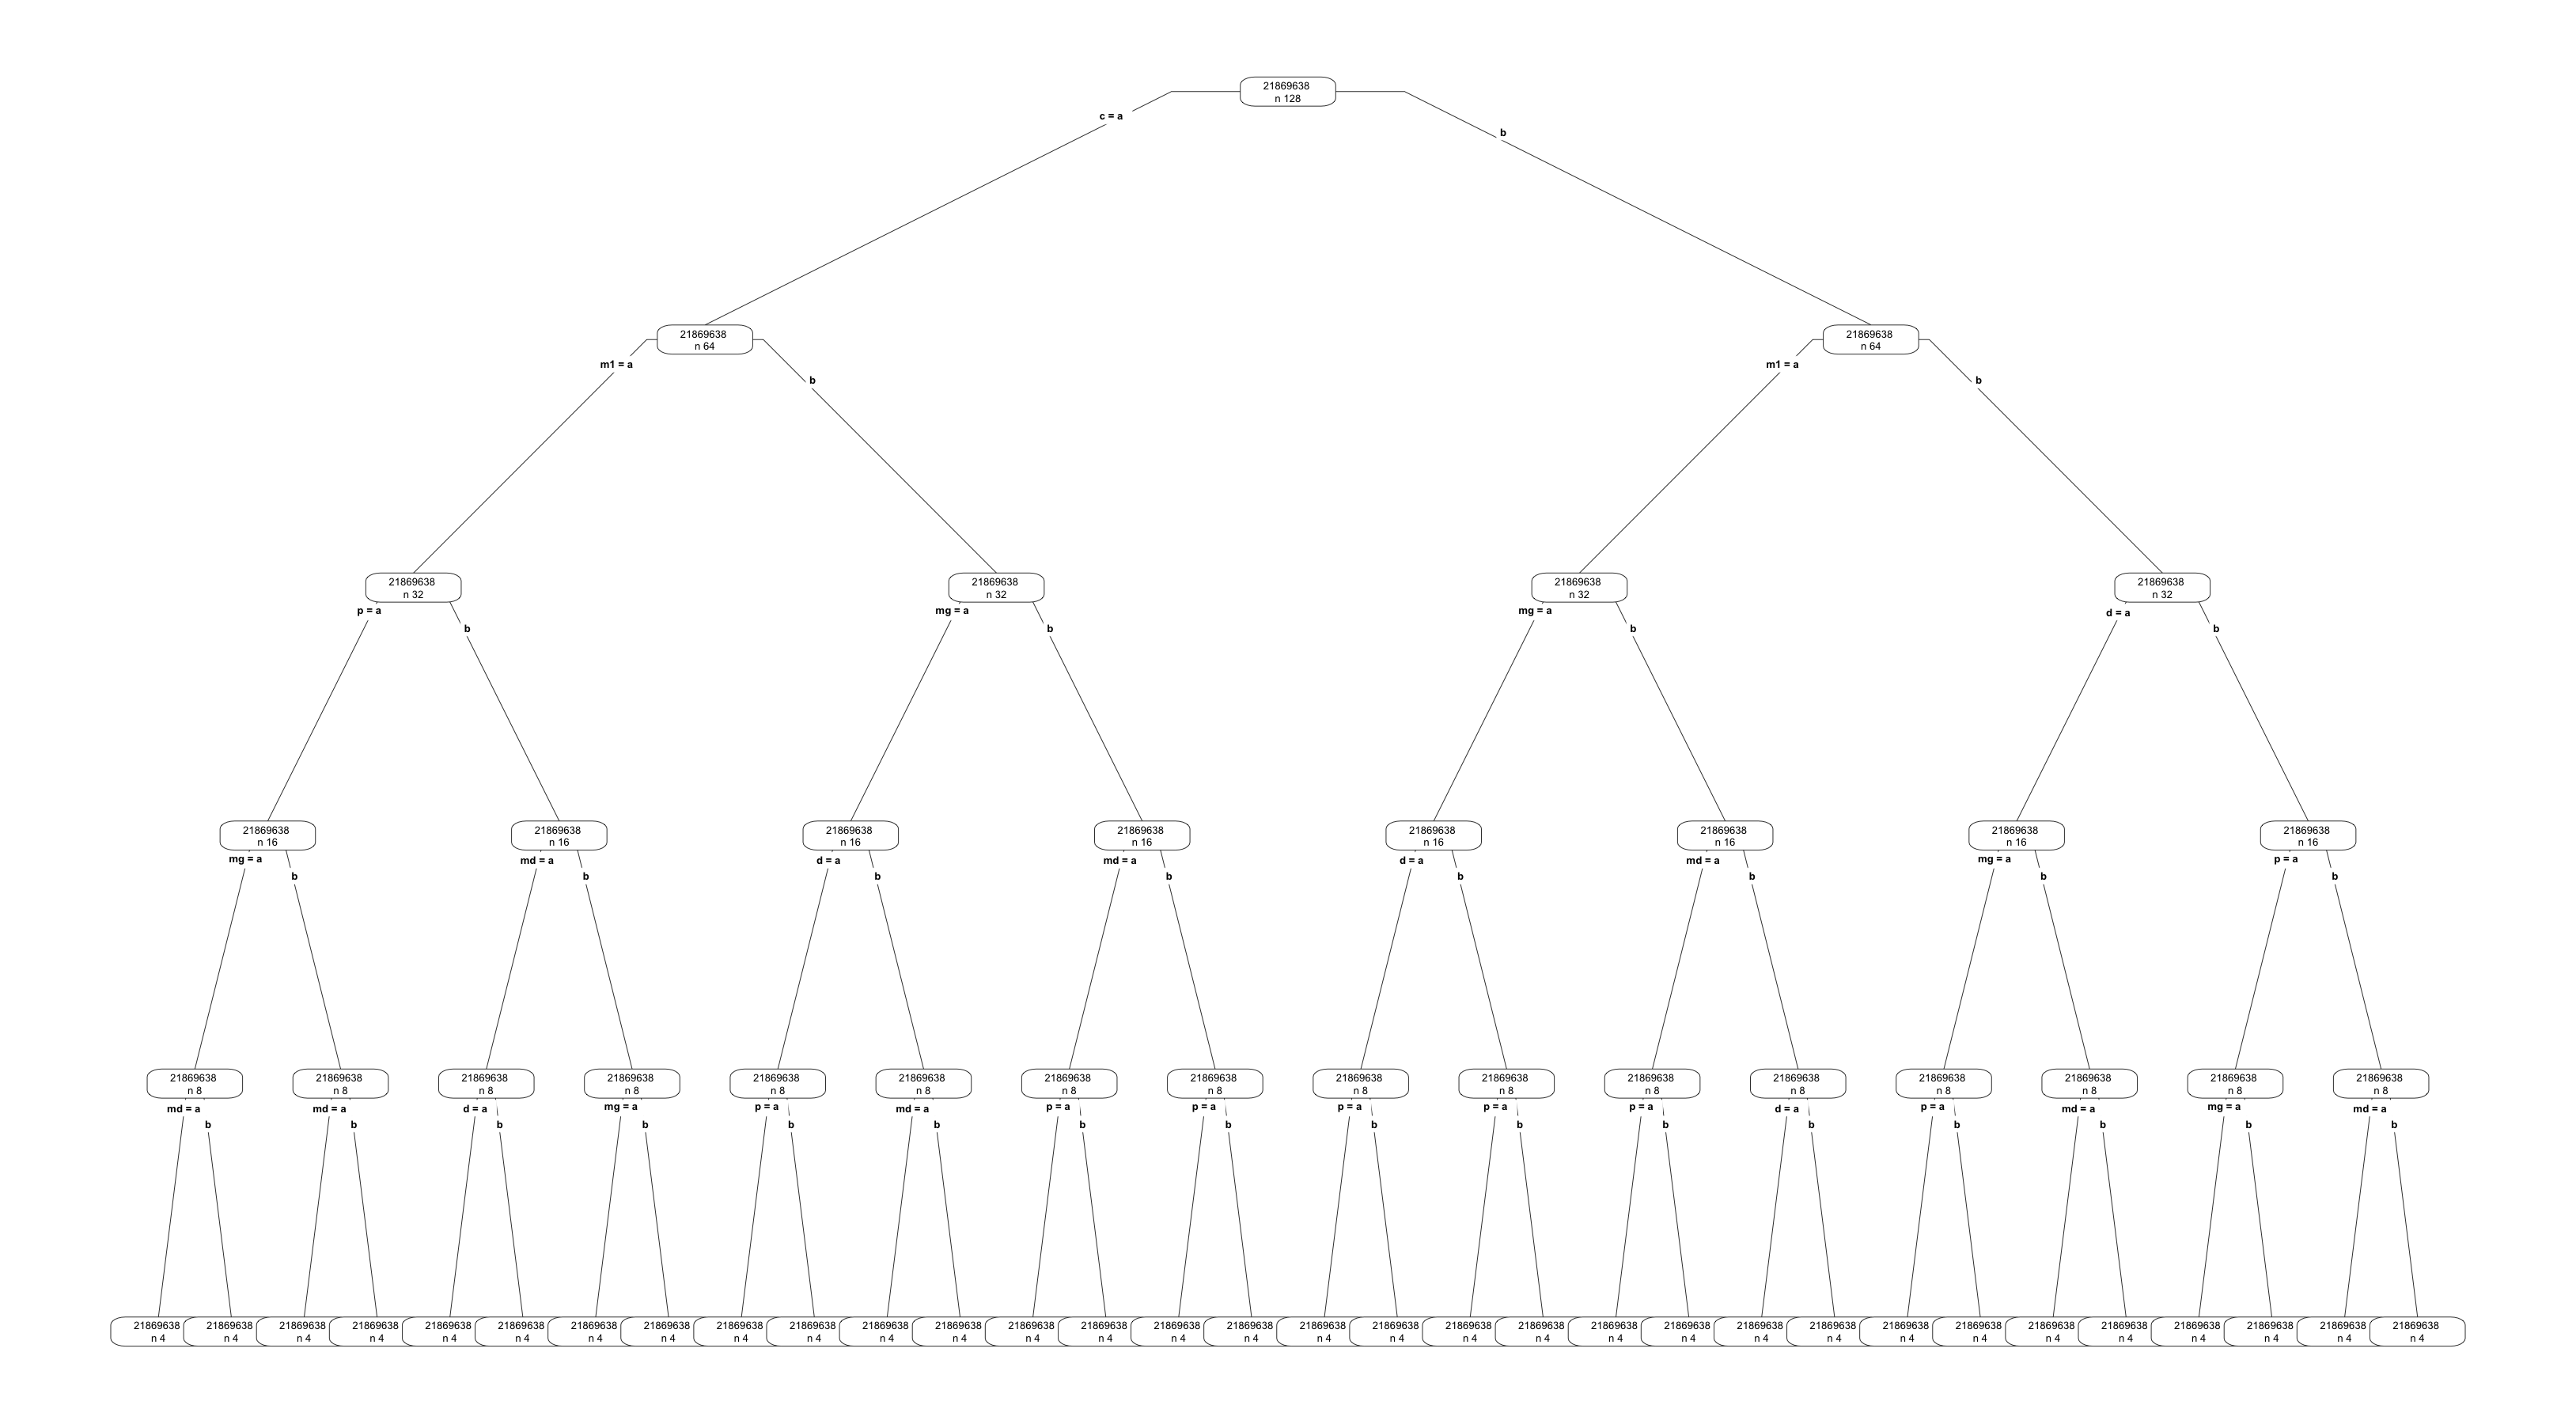 21869638
n 128
c = a
b
21869638
n 64
21869638
n 64
m1 = a
b
m1 = a
b
21869638
n 32
21869638
n 32
21869638
n 32
21869638
n 32
p = a
b
mg = a
b
mg = a
b
d = a
b
21869638
n 16
21869638
n 16
21869638
n 16
21869638
n 16
21869638
n 16
21869638
n 16
21869638
n 16
21869638
n 16
mg = a
b
md = a
b
d = a
b
md = a
b
d = a
b
md = a
b
mg = a
b
p = a
b
21869638
n 8
21869638
n 8
21869638
n 8
21869638
n 8
21869638
n 8
21869638
n 8
21869638
n 8
21869638
n 8
21869638
n 8
21869638
n 8
21869638
n 8
21869638
n 8
21869638
n 8
21869638
n 8
21869638
n 8
21869638
n 8
md = a
b
md = a
b
d = a
b
mg = a
b
p = a
b
md = a
b
p = a
b
p = a
b
p = a
b
p = a
b
p = a
b
d = a
b
p = a
b
md = a
b
mg = a
b
md = a
b
21869638
n 4
21869638
n 4
21869638
n 4
21869638
n 4
21869638
n 4
21869638
n 4
21869638
n 4
21869638
n 4
21869638
n 4
21869638
n 4
21869638
n 4
21869638
n 4
21869638
n 4
21869638
n 4
21869638
n 4
21869638
n 4
21869638
n 4
21869638
n 4
21869638
n 4
21869638
n 4
21869638
n 4
21869638
n 4
21869638
n 4
21869638
n 4
21869638
n 4
21869638
n 4
21869638
n 4
21869638
n 4
21869638
n 4
21869638
n 4
21869638
n 4
21869638
n 4